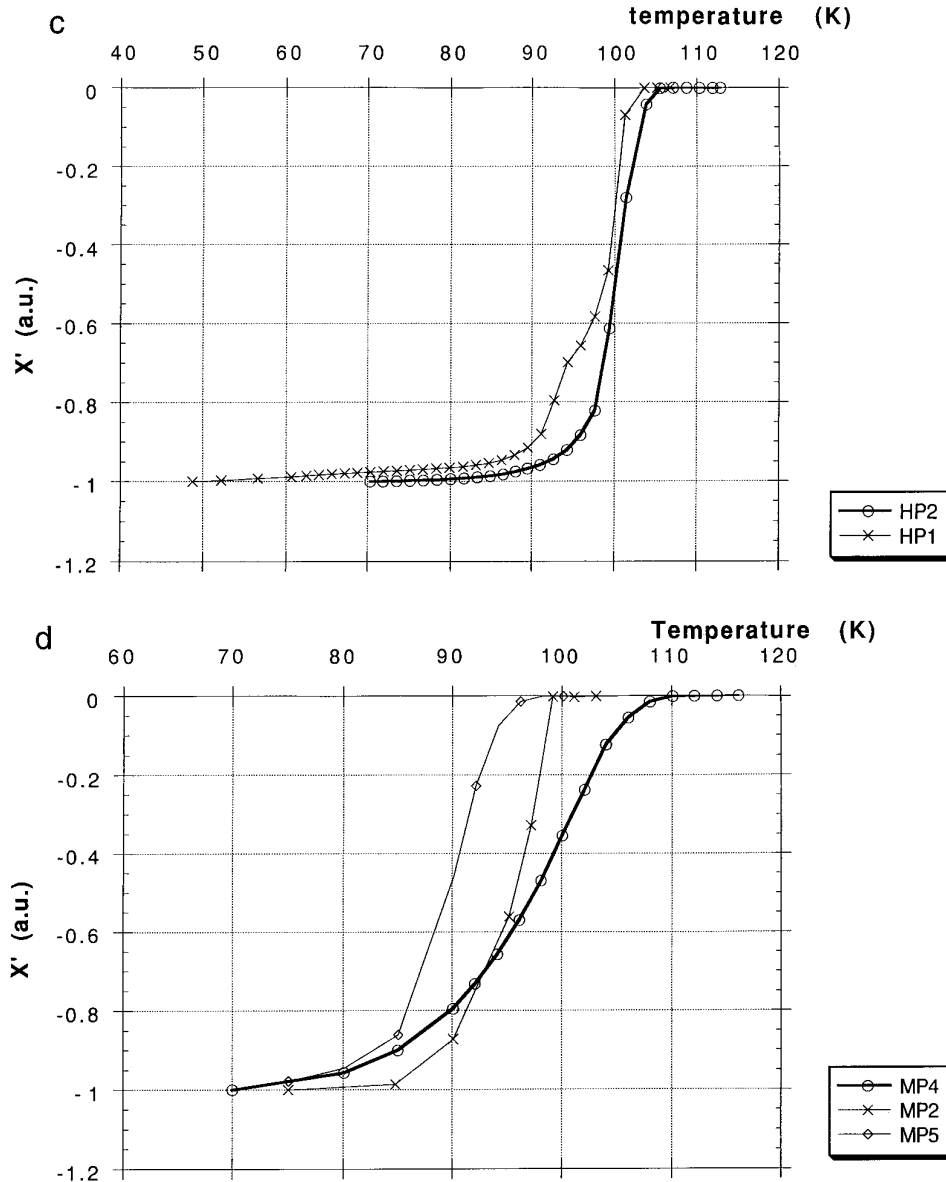 c
temperature (K)
40 50 60 70 80 90 100 110 120
0
-0.2
-0.4
-0.6
-0.8
-1
-1.2
X' (a.u.)
HP2
HP1
d
Temperature (K)
60 70 80 90 100 110 120
0
-0.2
-0.4
-0.6
-0.8
-1
-1.2
X' (a.u.)
MP4
MP2
MP5